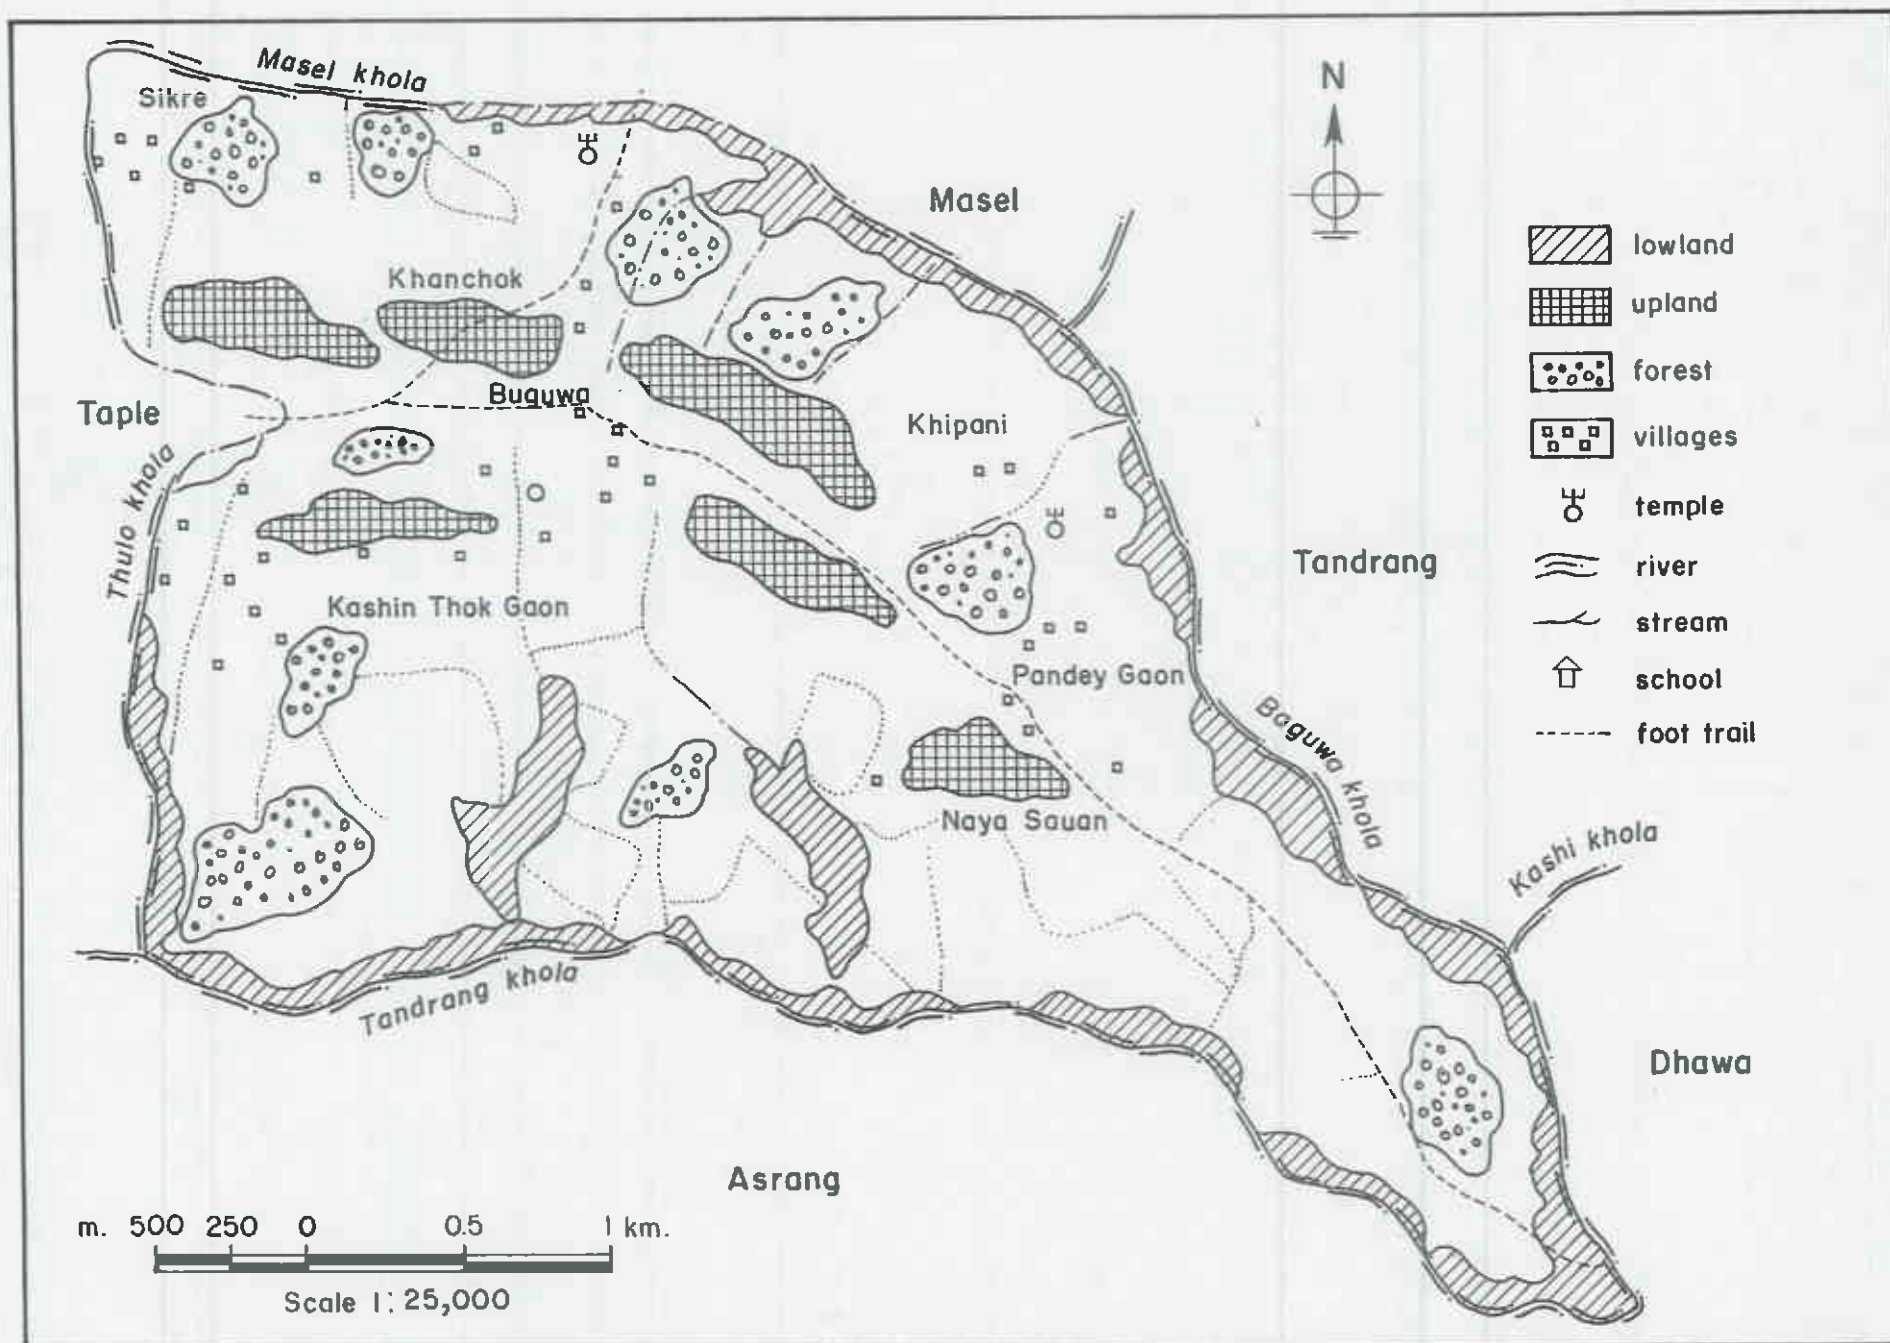 Masel khola
Sikre
N
Masel
Khanchok
Taple
Buguwa
Khipani
Thulo khola
Tandrang
Kashin Thok Gaon
Pandey Gaon
Baguwa khola
Naya Sauan
Kashi khola
Tandrang khola
Dhawa
Asrang
lowland
upland
forest
villages
temple
river
stream
school
foot trail
m. 500 250 0 0.5 1 km.
Scale 1:25,000